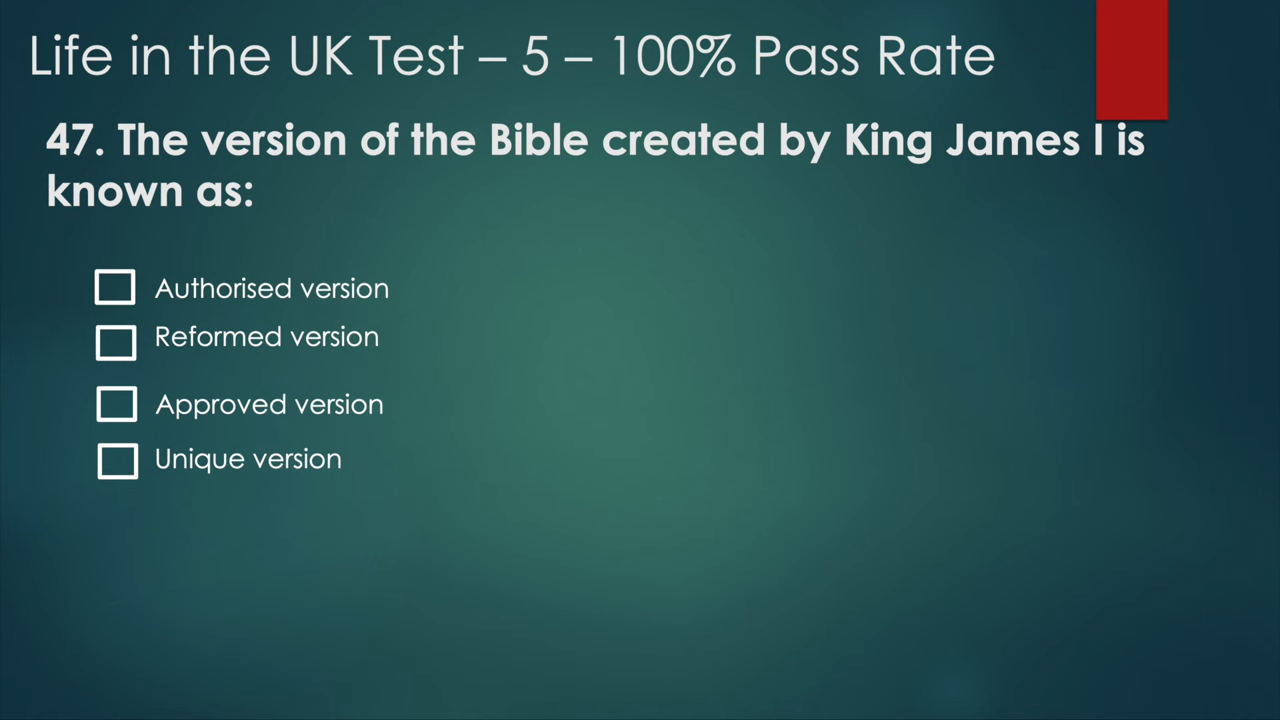 Life in the UK Test – 5 – 100% Pass Rate
47. The version of the Bible created by King James I is
known as:
Authorised version
Reformed version
Approved version
Unique version